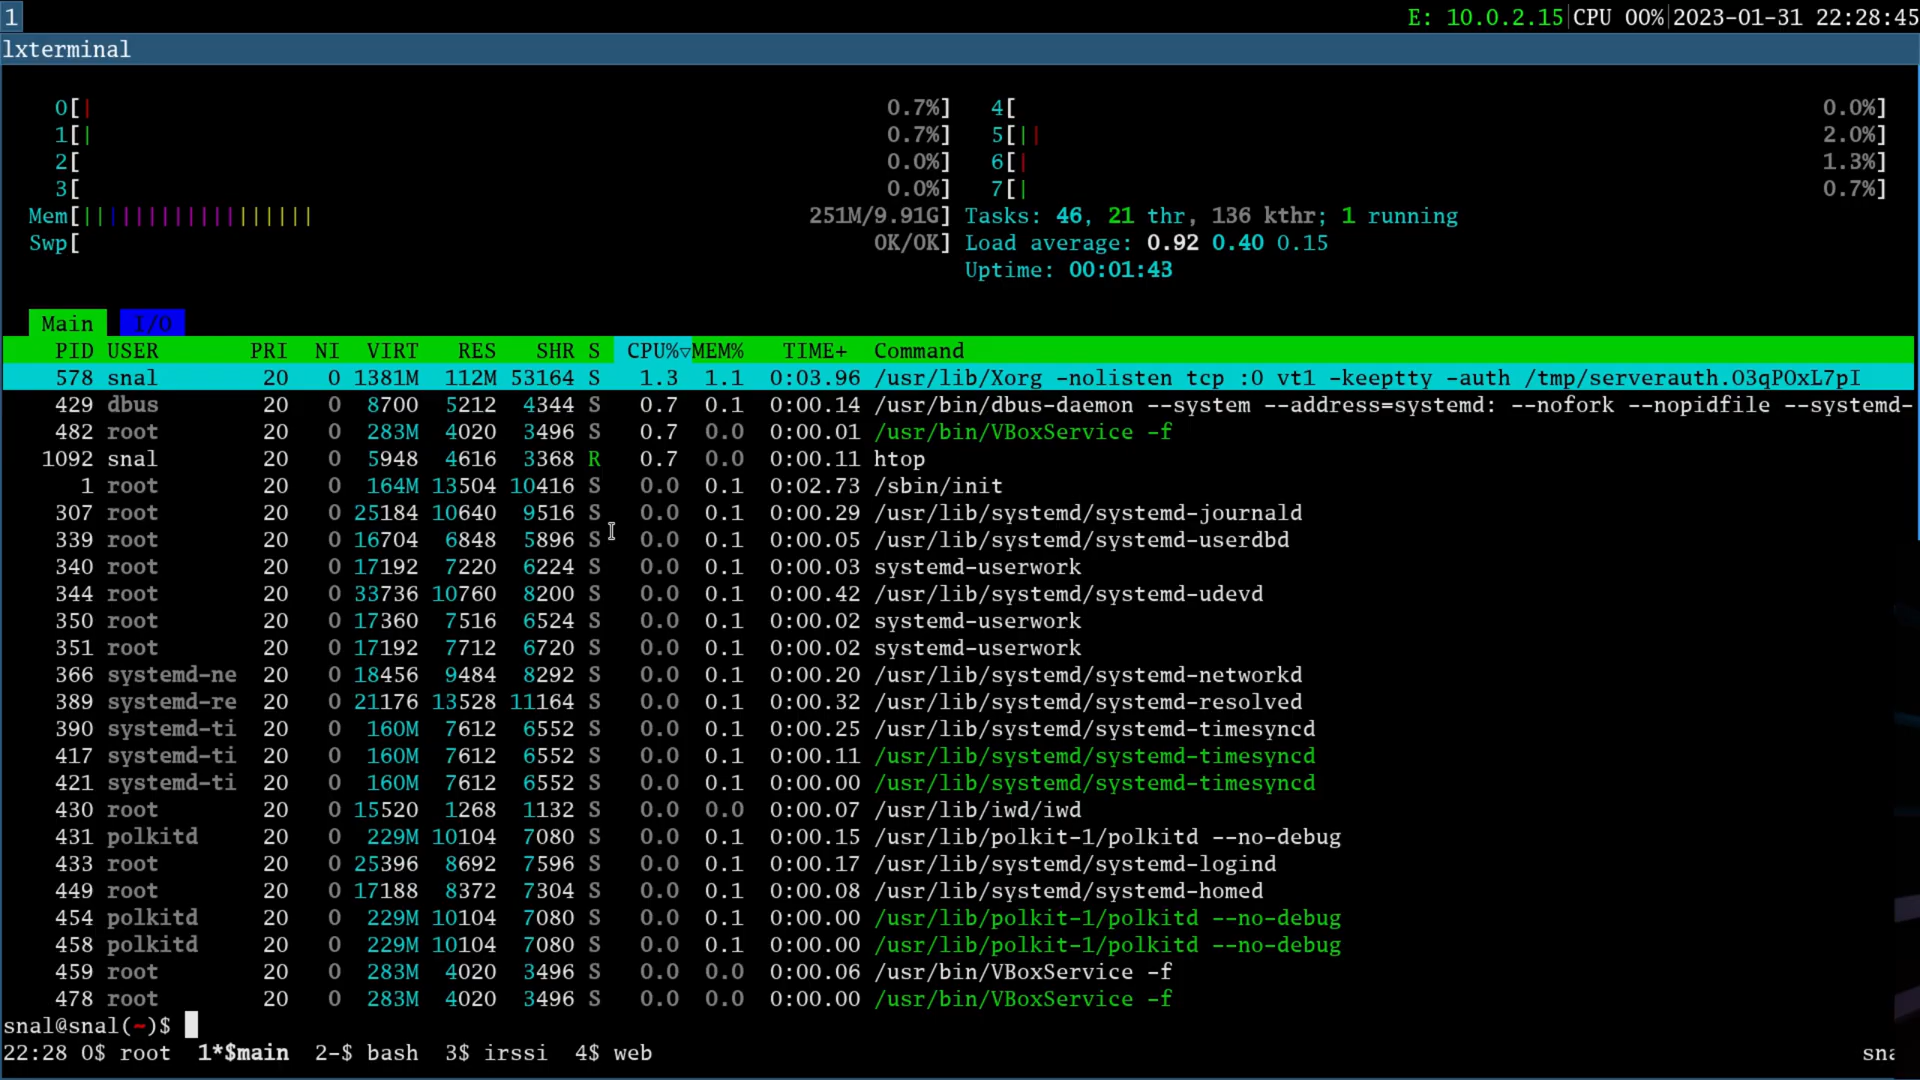 1 E: 10.0.2.15|CPU 00%|2023-01-31 22:28:45
lxterminal
0[| 0.7%] 4[ 0.0%]
1[| 0.7%] 5[|| 2.0%]
2[ 0.0%] 6[| 1.3%]
3[ 0.0%] 7[| 0.7%]
Mem[|||||||||||||||||| 251M/9.91G] Tasks: 46, 21 thr, 136 kthr; 1 running
Swp[ 0K/0K] Load average: 0.92 0.40 0.15
Uptime: 00:01:43
Main I/O
PID USER PRI NI VIRT RES SHR S CPU%▽MEM% TIME+ Command
578 snal 20 0 1381M 112M 53164 S 1.3 1.1 0:03.96 /usr/lib/Xorg -nolisten tcp :0 vt1 -keeptty -auth /tmp/serverauth.O3qPOxL7pI
429 dbus 20 0 8700 5212 4344 S 0.7 0.1 0:00.14 /usr/bin/dbus-daemon --system --address=systemd: --nofork --nopidfile --systemd-
482 root 20 0 283M 4020 3496 S 0.7 0.0 0:00.01 /usr/bin/VBoxService -f
1092 snal 20 0 5948 4616 3368 R 0.7 0.0 0:00.11 htop
1 root 20 0 164M 13504 10416 S 0.0 0.1 0:02.73 /sbin/init
307 root 20 0 25184 10640 9516 S 0.0 0.1 0:00.29 /usr/lib/systemd/systemd-journald
339 root 20 0 16704 6848 5896 S 0.0 0.1 0:00.05 /usr/lib/systemd/systemd-userdbd
340 root 20 0 17192 7220 6224 S 0.0 0.1 0:00.03 systemd-userwork
344 root 20 0 33736 10760 8200 S 0.0 0.1 0:00.42 /usr/lib/systemd/systemd-udevd
350 root 20 0 17360 7516 6524 S 0.0 0.1 0:00.02 systemd-userwork
351 root 20 0 17192 7712 6720 S 0.0 0.1 0:00.02 systemd-userwork
366 systemd-ne 20 0 18456 9484 8292 S 0.0 0.1 0:00.20 /usr/lib/systemd/systemd-networkd
389 systemd-re 20 0 21176 13528 11164 S 0.0 0.1 0:00.32 /usr/lib/systemd/systemd-resolved
390 systemd-ti 20 0 160M 7612 6552 S 0.0 0.1 0:00.25 /usr/lib/systemd/systemd-timesyncd
417 systemd-ti 20 0 160M 7612 6552 S 0.0 0.1 0:00.11 /usr/lib/systemd/systemd-timesyncd
421 systemd-ti 20 0 160M 7612 6552 S 0.0 0.1 0:00.00 /usr/lib/systemd/systemd-timesyncd
430 root 20 0 15520 1268 1132 S 0.0 0.0 0:00.07 /usr/lib/iwd/iwd
431 polkitd 20 0 229M 10104 7080 S 0.0 0.1 0:00.15 /usr/lib/polkit-1/polkitd --no-debug
433 root 20 0 25396 8692 7596 S 0.0 0.1 0:00.17 /usr/lib/systemd/systemd-logind
449 root 20 0 17188 8372 7304 S 0.0 0.1 0:00.08 /usr/lib/systemd/systemd-homed
454 polkitd 20 0 229M 10104 7080 S 0.0 0.1 0:00.00 /usr/lib/polkit-1/polkitd --no-debug
458 polkitd 20 0 229M 10104 7080 S 0.0 0.1 0:00.00 /usr/lib/polkit-1/polkitd --no-debug
459 root 20 0 283M 4020 3496 S 0.0 0.0 0:00.06 /usr/bin/VBoxService -f
478 root 20 0 283M 4020 3496 S 0.0 0.0 0:00.00 /usr/bin/VBoxService -f
snal@snal(~)$
22:28 0$ root 1*$main 2-$ bash 3$ irssi 4$ web sna